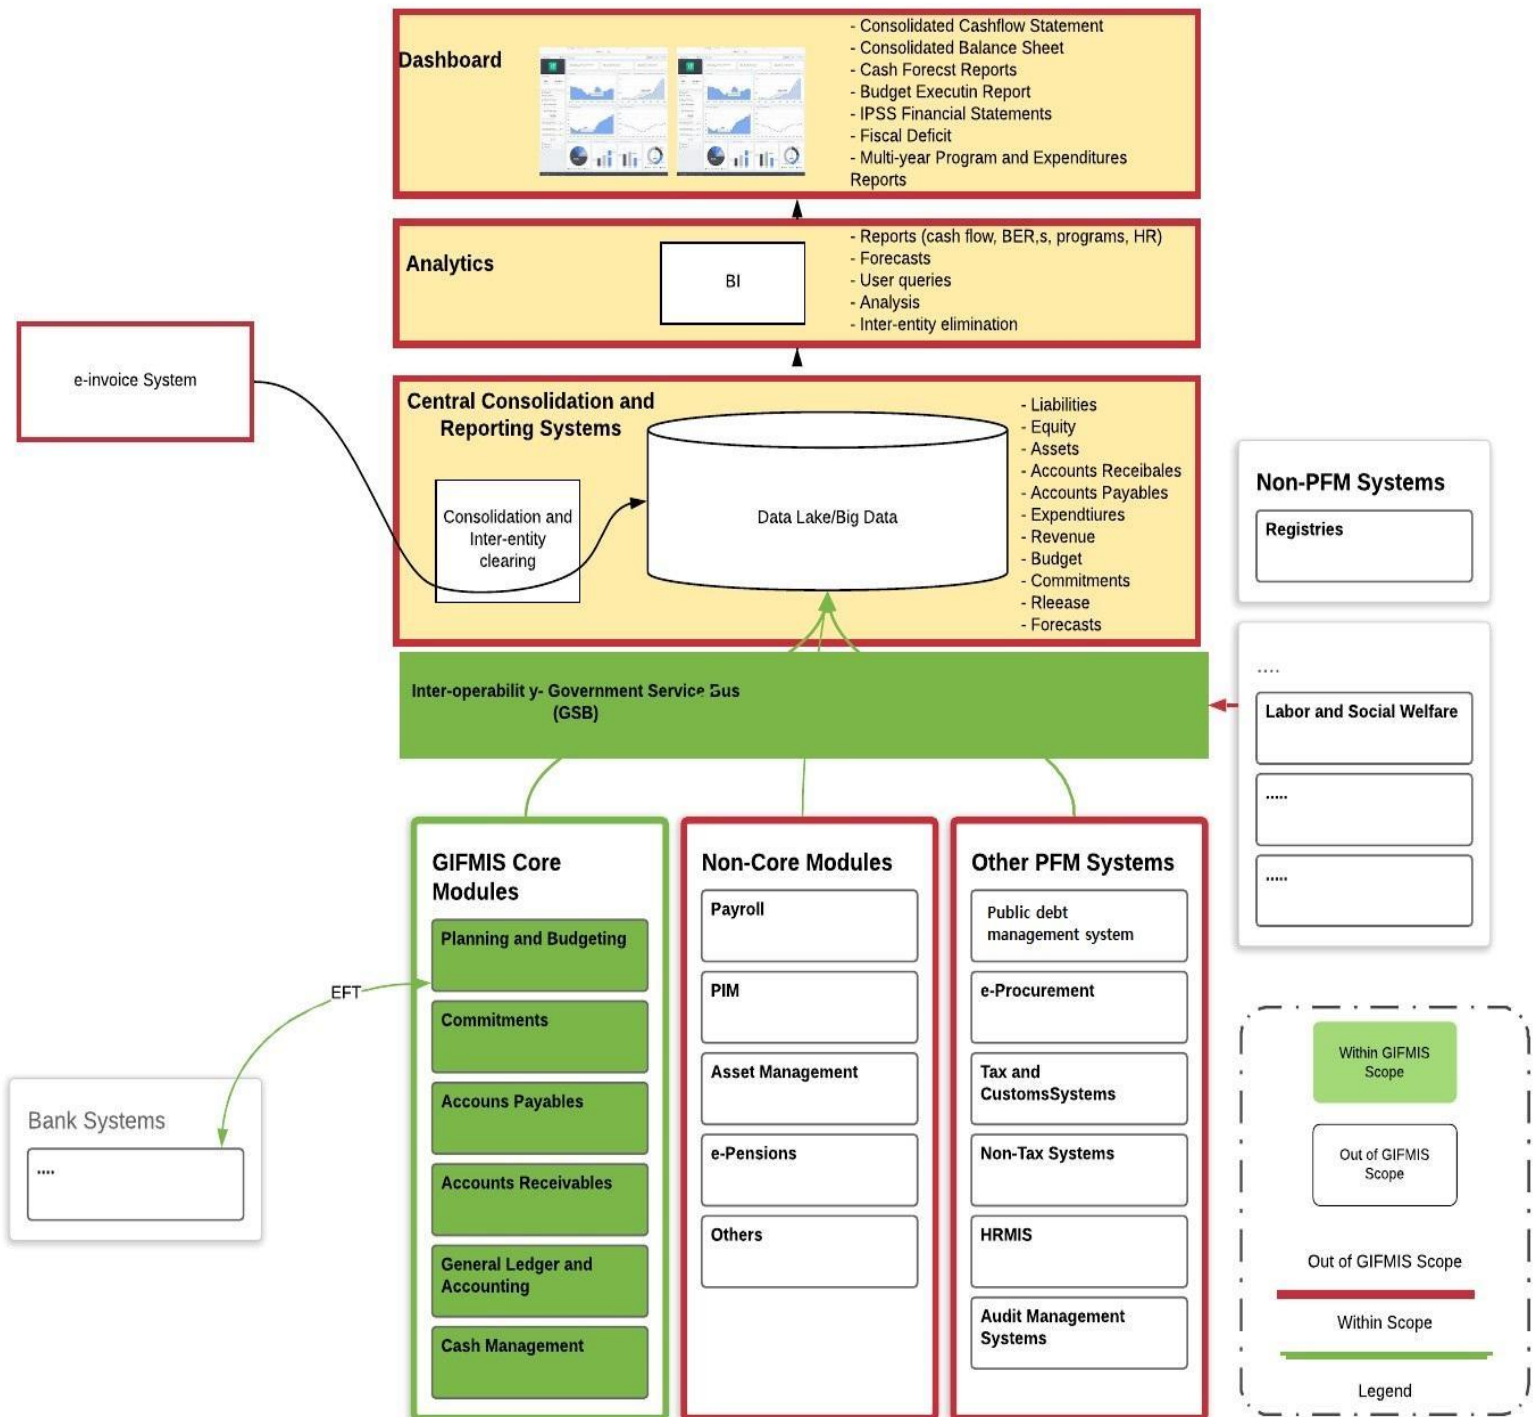 Dashboard
- Consolidated Cashflow Statement
- Consolidated Balance Sheet
- Cash Forecst Reports
- Budget Executin Report
- IPSS Financial Statements
- Fiscal Deficit
- Multi-year Program and Expenditures
Reports
Analytics
BI
- Reports (cash flow, BER,s, programs, HR)
- Forecasts
- User queries
- Analysis
- Inter-entity elimination
e-invoice System
Central Consolidation and
Reporting Systems
Consolidation and
Inter-entity
clearing
Data Lake/Big Data
- Liabilities
- Equity
- Assets
- Accounts Receibales
- Accounts Payables
- Expendtiures
- Revenue
- Budget
- Commitments
- Rleease
- Forecasts
Non-PFM Systems
Registries
....
Labor and Social Welfare
.....
.....
Inter-operabilit y- Government Service Bus
(GSB)
GIFMIS Core
Modules
Planning and Budgeting
Commitments
Accouns Payables
Accounts Receivables
General Ledger and
Accounting
Cash Management
Non-Core Modules
Payroll
PIM
Asset Management
e-Pensions
Others
Other PFM Systems
Public debt
management system
e-Procurement
Tax and
CustomsSystems
Non-Tax Systems
HRMIS
Audit Management
Systems
EFT
Bank Systems
....
Within GIFMIS
Scope
Out of GIFMIS
Scope
Out of GIFMIS Scope
Within Scope
Legend